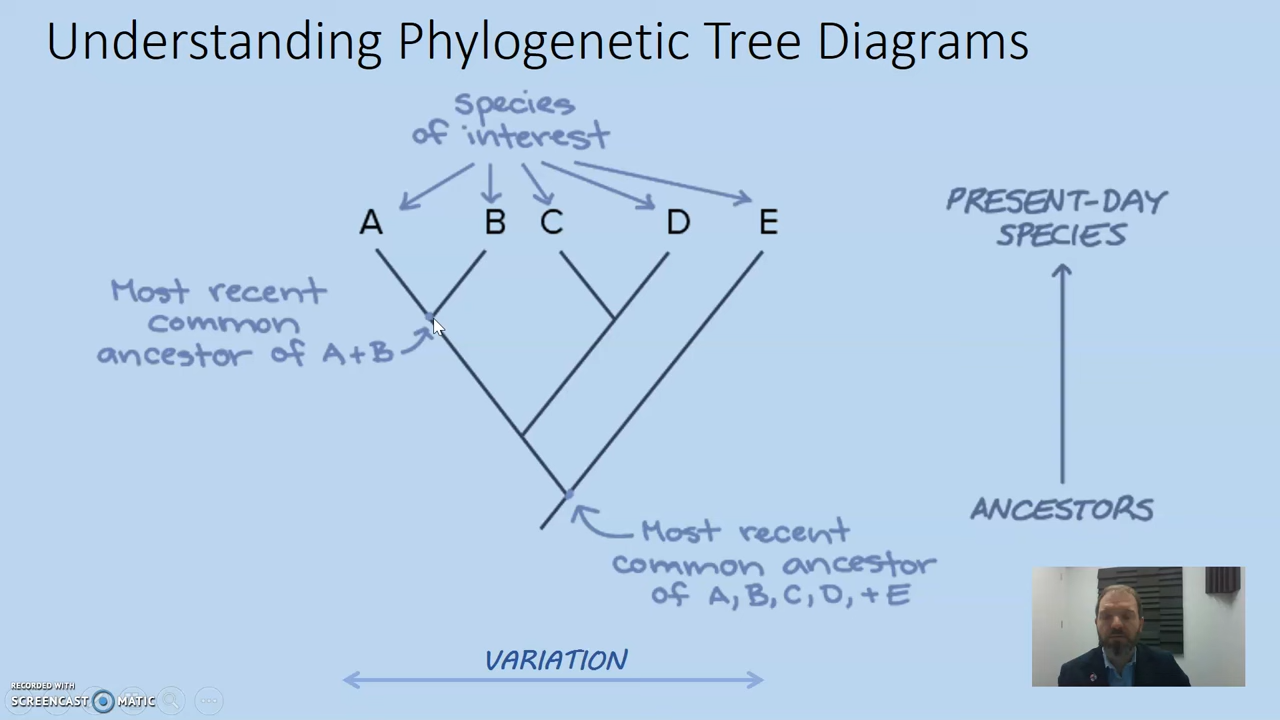 Understanding Phylogenetic Tree Diagrams
species
of interest
A B C D E
Most recent
common
ancestor of A+B
PRESENT-DAY
SPECIES
ANCESTORS
Most recent
common ancestor
of A, B, C, D, + E
VARIATION
RECORDED WITH
SCREENCAST MATIC